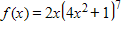 f(x) = 2x(4x² + 1)⁷